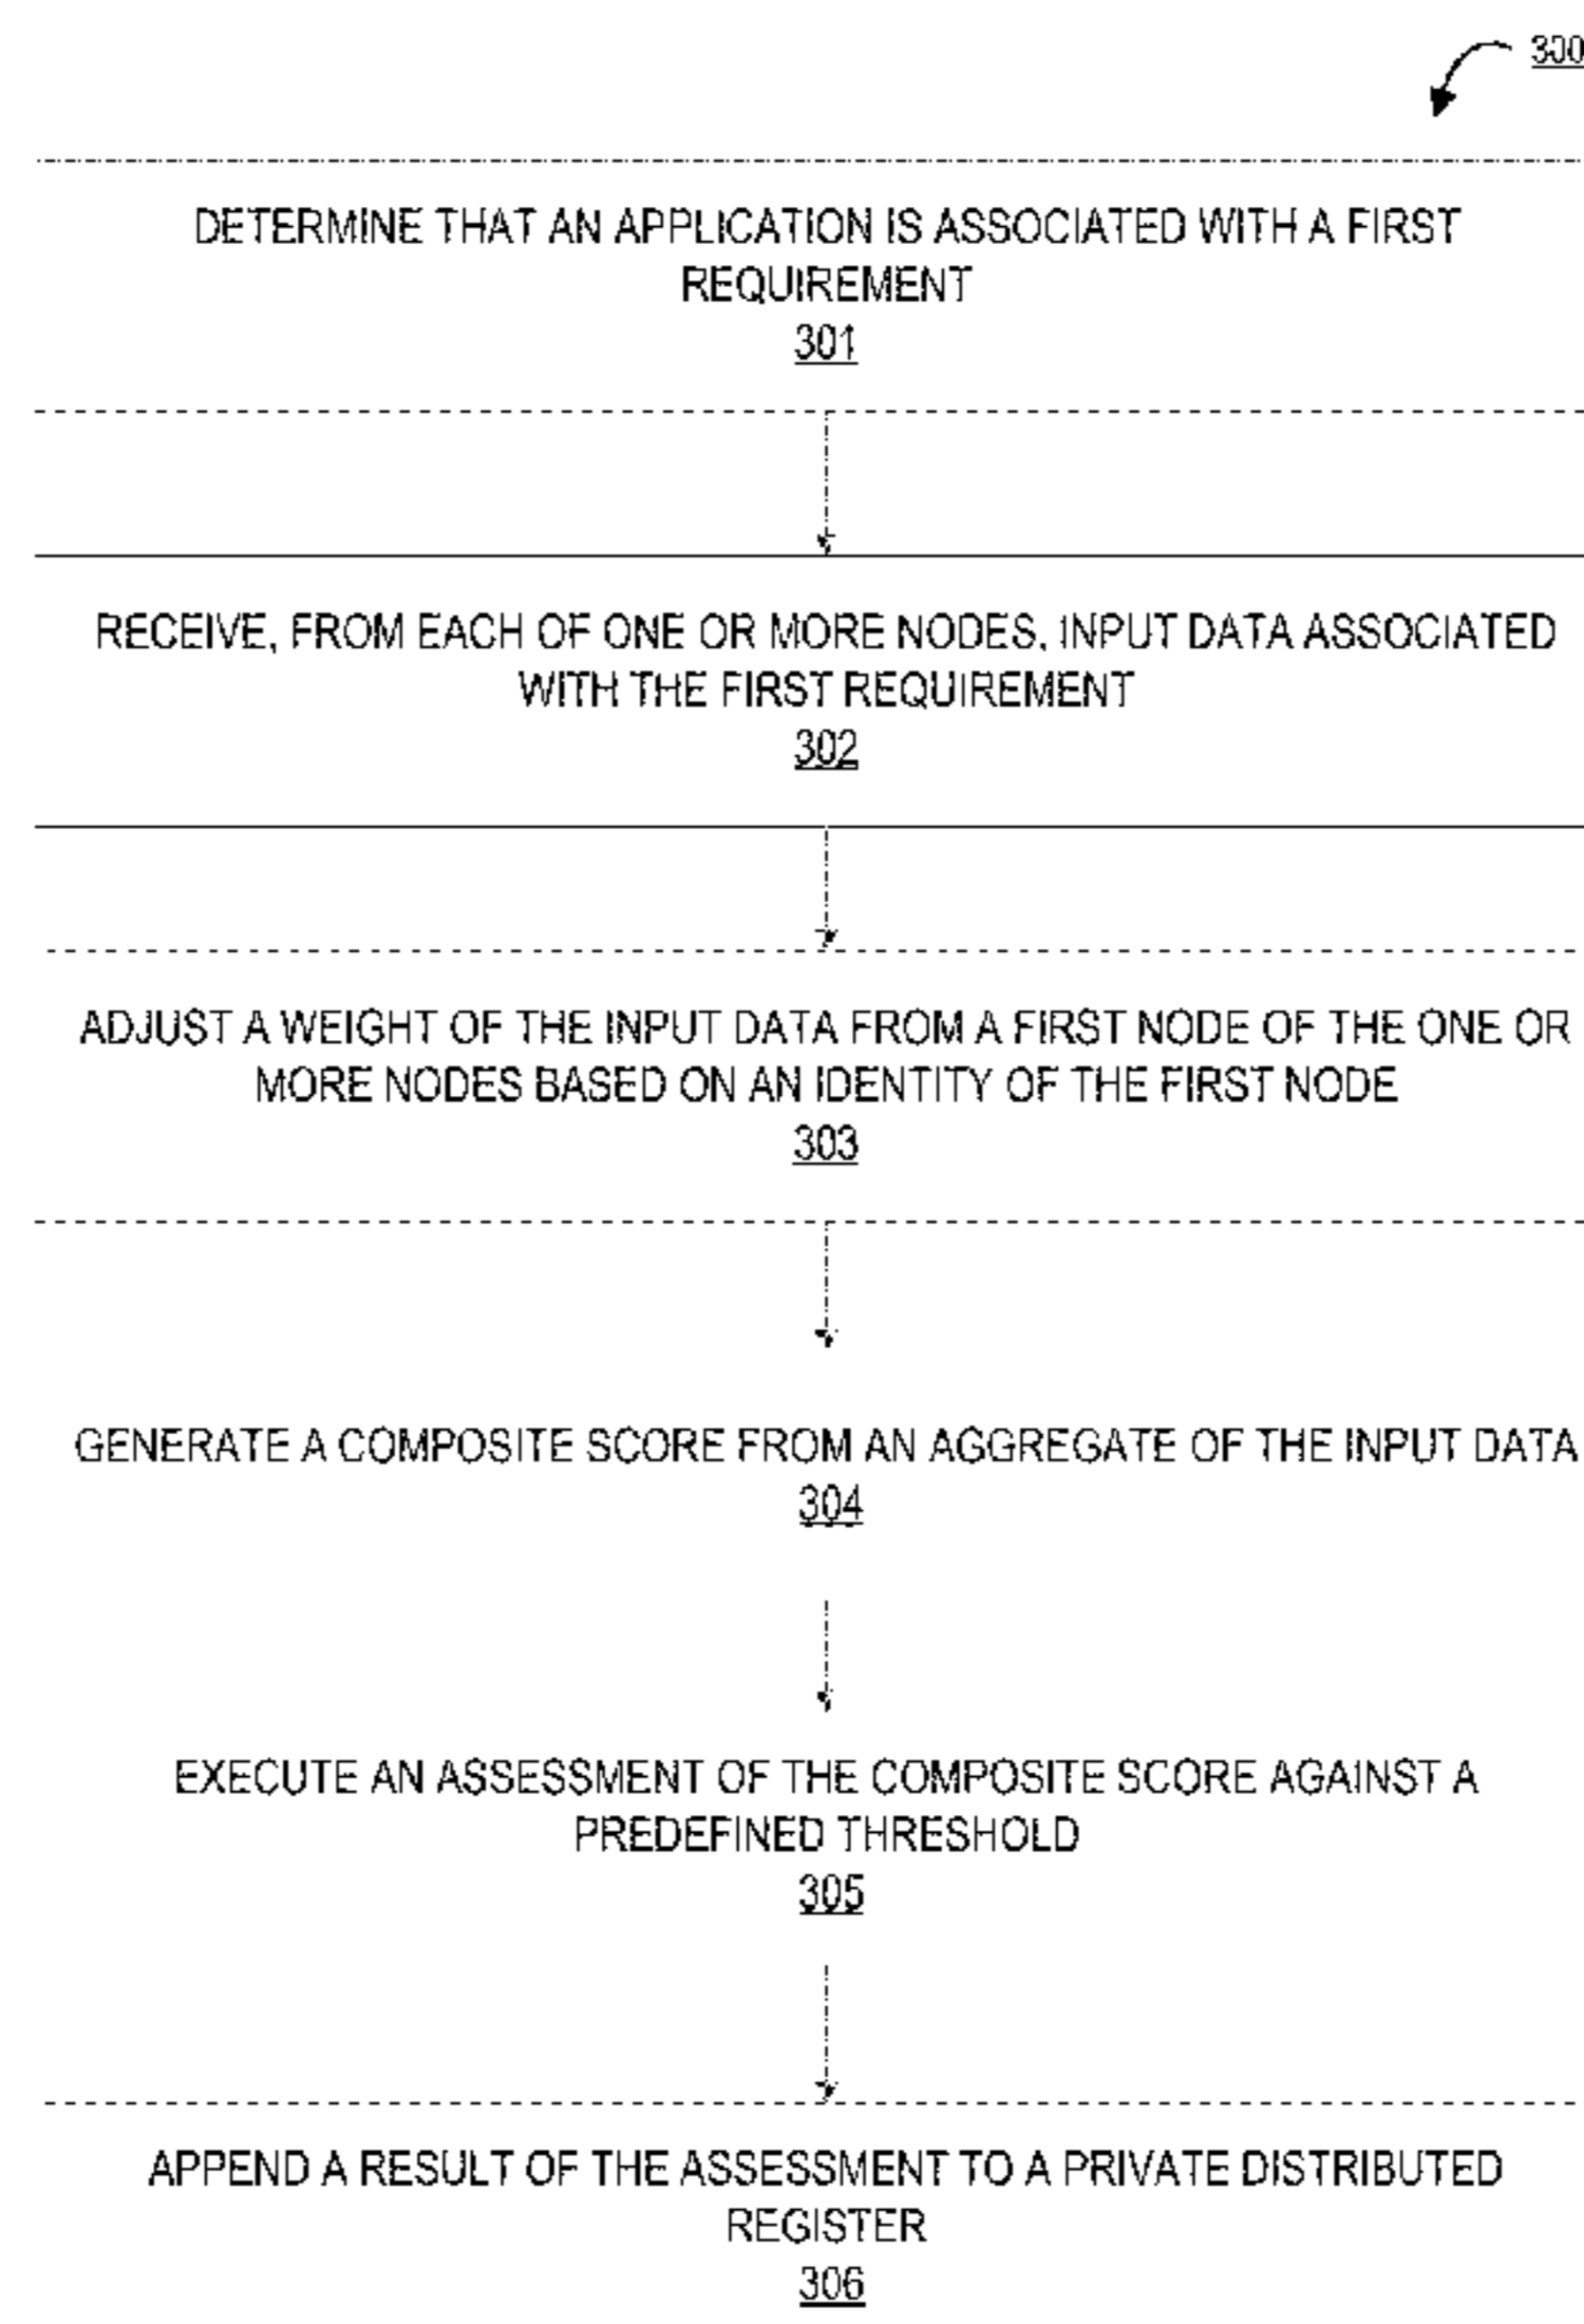 300
DETERMINE THAT AN APPLICATION IS ASSOCIATED WITH A FIRST
REQUIREMENT
301
RECEIVE, FROM EACH OF ONE OR MORE NODES, INPUT DATA ASSOCIATED
WITH THE FIRST REQUIREMENT
302
ADJUST A WEIGHT OF THE INPUT DATA FROM A FIRST NODE OF THE ONE OR
MORE NODES BASED ON AN IDENTITY OF THE FIRST NODE
303
GENERATE A COMPOSITE SCORE FROM AN AGGREGATE OF THE INPUT DATA
304
EXECUTE AN ASSESSMENT OF THE COMPOSITE SCORE AGAINST A
PREDEFINED THRESHOLD
305
APPEND A RESULT OF THE ASSESSMENT TO A PRIVATE DISTRIBUTED
REGISTER
306